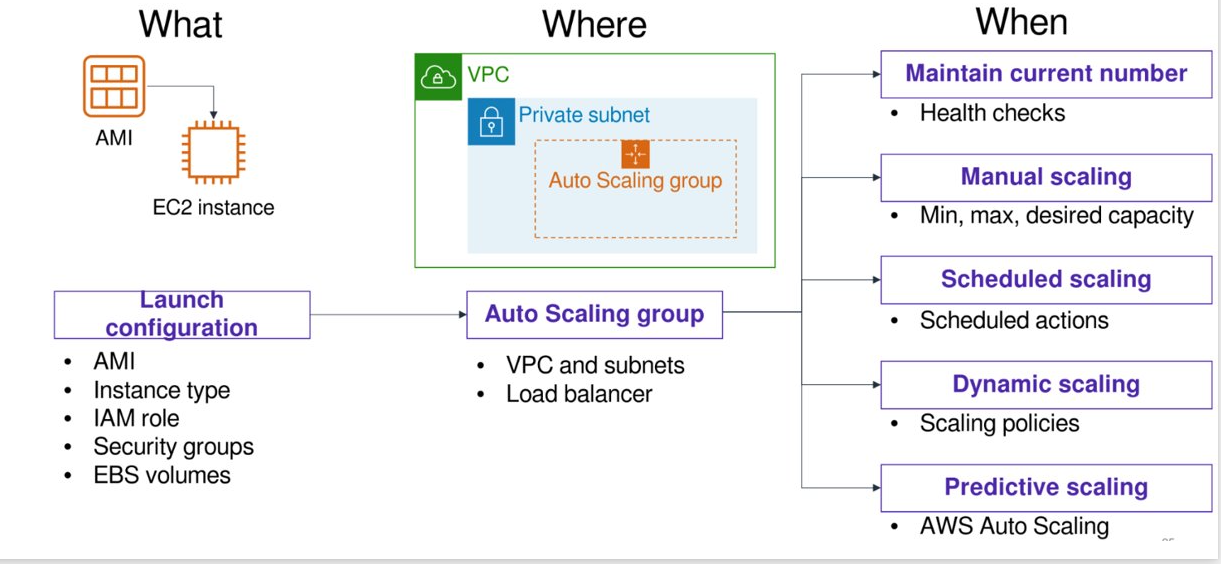 What
AMI
EC2 instance
Launch
configuration
• AMI
• Instance type
• IAM role
• Security groups
• EBS volumes
Where
VPC
Private subnet
Auto Scaling group
Auto Scaling group
• VPC and subnets
• Load balancer
When
Maintain current number
• Health checks
Manual scaling
• Min, max, desired capacity
Scheduled scaling
• Scheduled actions
Dynamic scaling
• Scaling policies
Predictive scaling
• AWS Auto Scaling